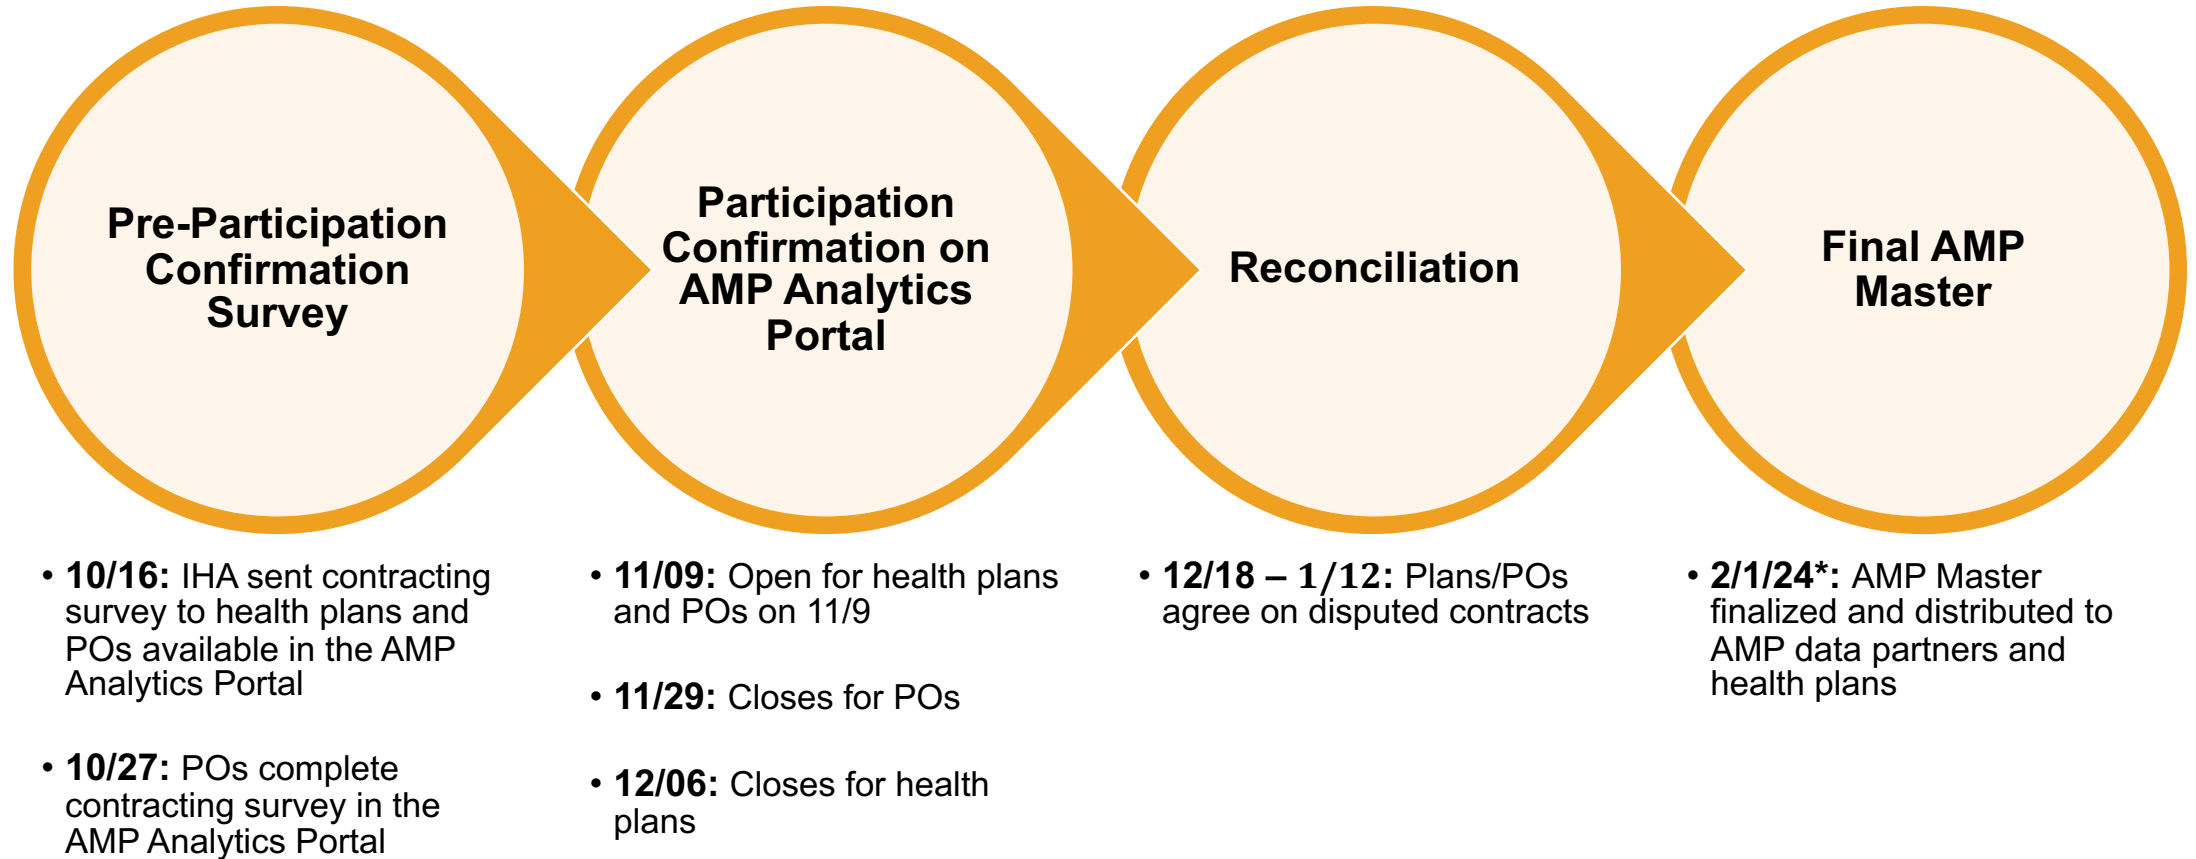 Pre-Participation
Confirmation
Survey
Participation
Confirmation on
AMP Analytics
Portal
Reconciliation
Final AMP
Master
• 10/16: IHA sent contracting
survey to health plans and
POs available in the AMP
Analytics Portal
• 10/27: POs complete
contracting survey in the
AMP Analytics Portal
• 11/09: Open for health plans
and POs on 11/9
• 11/29: Closes for POs
• 12/06: Closes for health
plans
• 12/18 – 1/12: Plans/POs
agree on disputed contracts
• 2/1/24*: AMP Master
finalized and distributed to
AMP data partners and
health plans